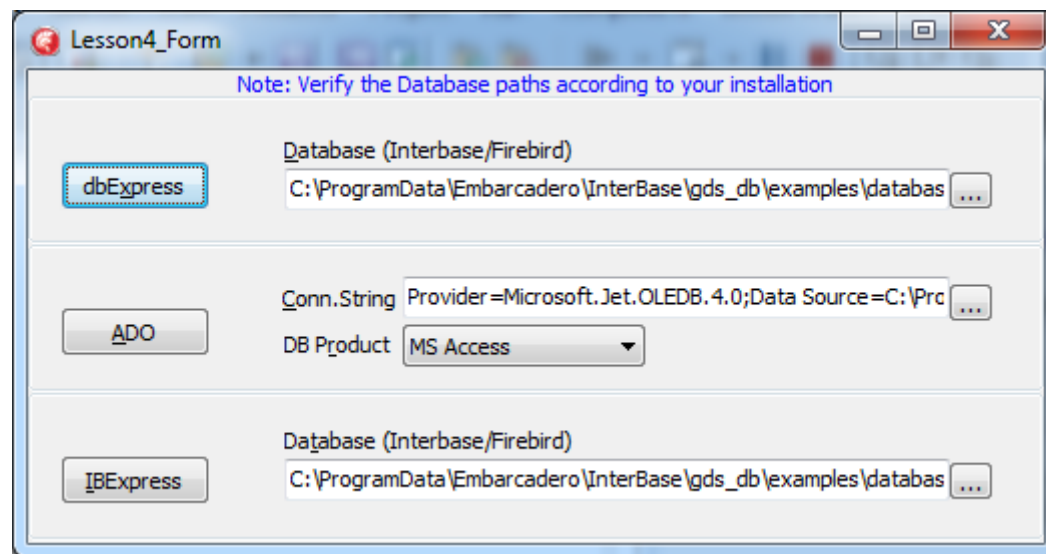 Lesson4_Form
Note: Verify the Database paths according to your installation
Database (Interbase/Firebird)
dbExpress
C:\ProgramData\Embarcadero\InterBase\gds_db\examples\databas ...
Conn.String Provider=Microsoft.Jet.OLEDB.4.0;Data Source=C:\Pro ...
ADO
DB Product MS Access
Database (Interbase/Firebird)
IBExpress
C:\ProgramData\Embarcadero\InterBase\gds_db\examples\databas ...